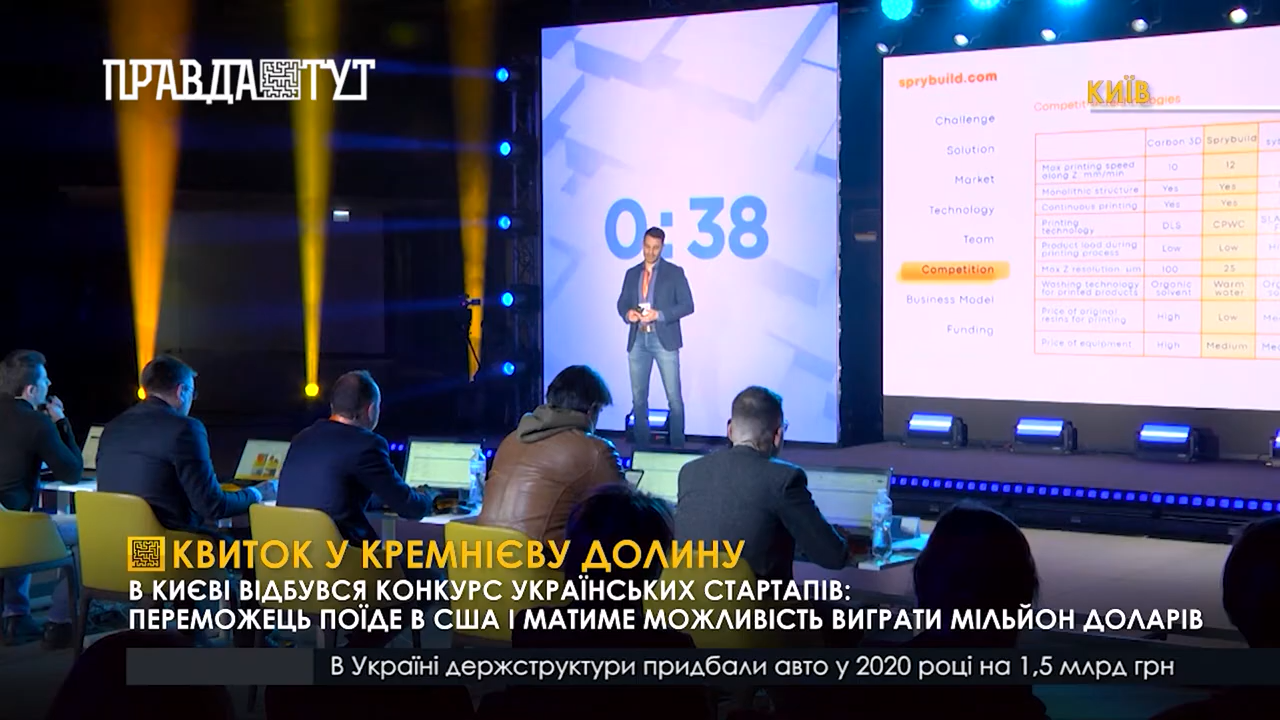 ПРАВДА ТУТ
КИЇВ
0:38
sprybuild.com
Challenge
Solution
Market
Technology
Team
Competition
Business Model
Funding
Carbon 3D Sprybuild
Max printing speed along Z, mm/min 10 12
Monolithic structure Yes Yes
Continuous printing Yes Yes
Printing technology DLS CPWC
Product load during printing process Low Low
Max Z resolution, um 100 25
Washing technology for printed products Organic solvent Warm water
Price of original resins for printing High Low
Price of equipment High Medium
КВИТОК У КРЕМНІЄВУ ДОЛИНУ
В КИЄВІ ВІДБУВСЯ КОНКУРС УКРАЇНСЬКИХ СТАРТАПІВ:
ПЕРЕМОЖЕЦЬ ПОЇДЕ В США І МАТИМЕ МОЖЛИВІСТЬ ВИГРАТИ МІЛЬЙОН ДОЛАРІВ
В Україні держструктури придбали авто у 2020 році на 1,5 млрд грн